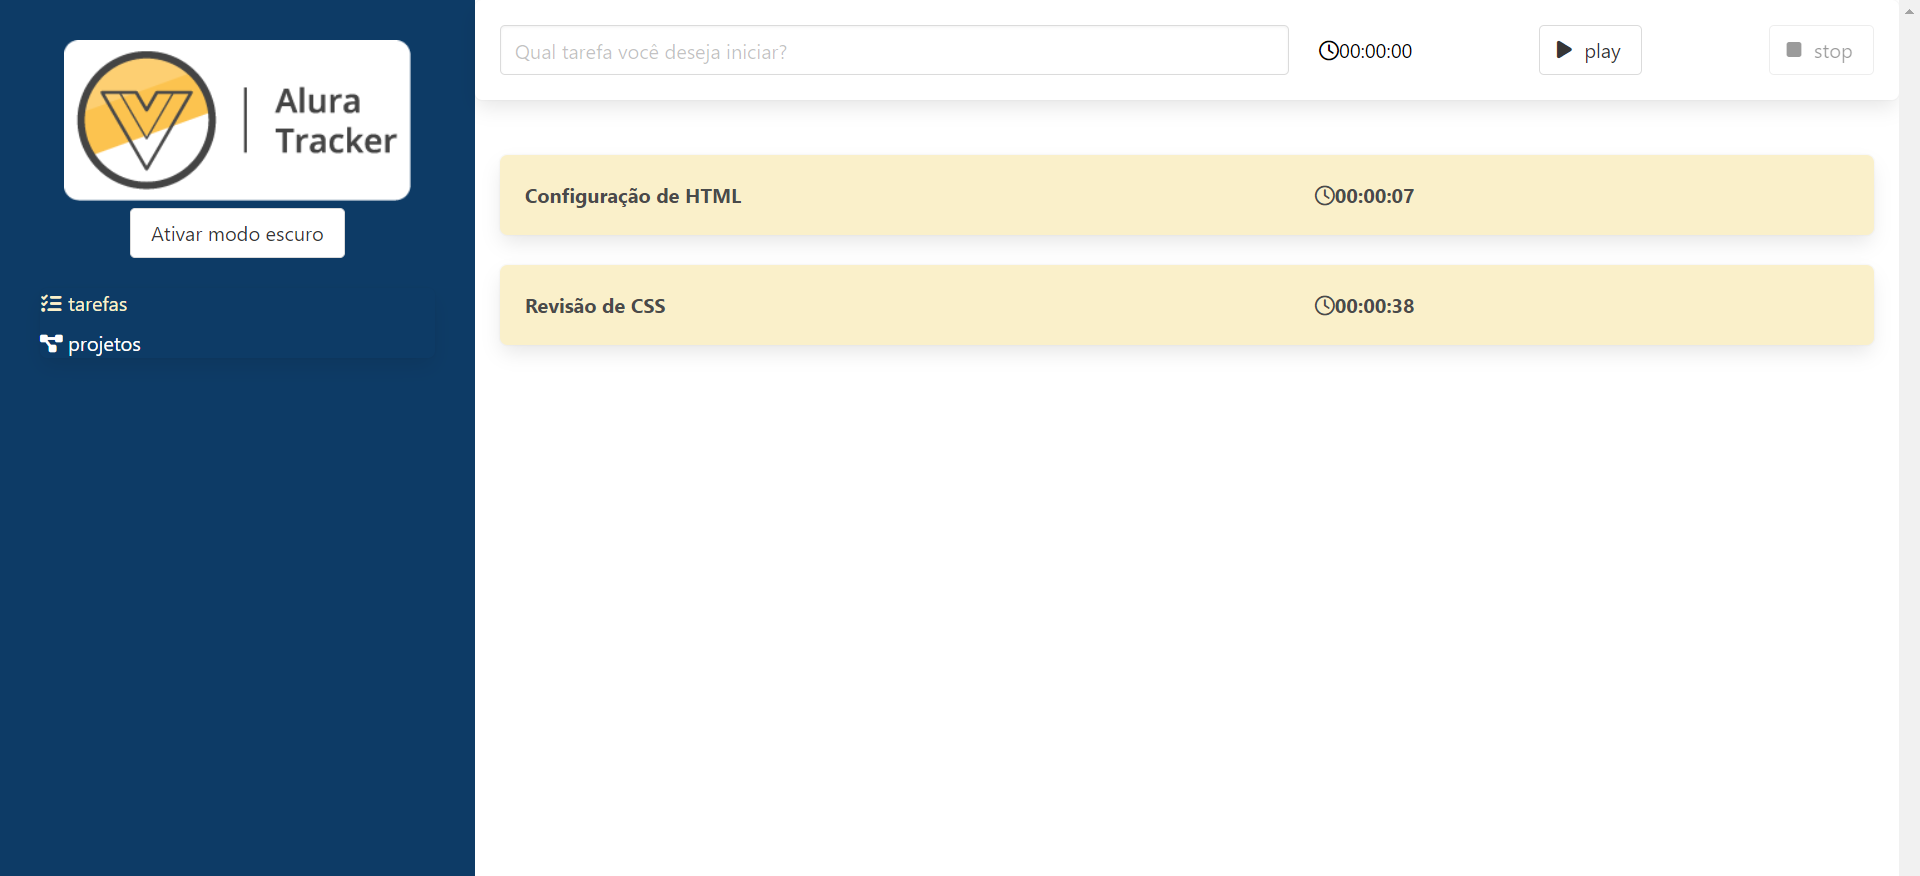 Alura
Tracker
Ativar modo escuro
tarefas
projetos
Qual tarefa você deseja iniciar?
00:00:00
play
stop
Configuração de HTML
00:00:07
Revisão de CSS
00:00:38